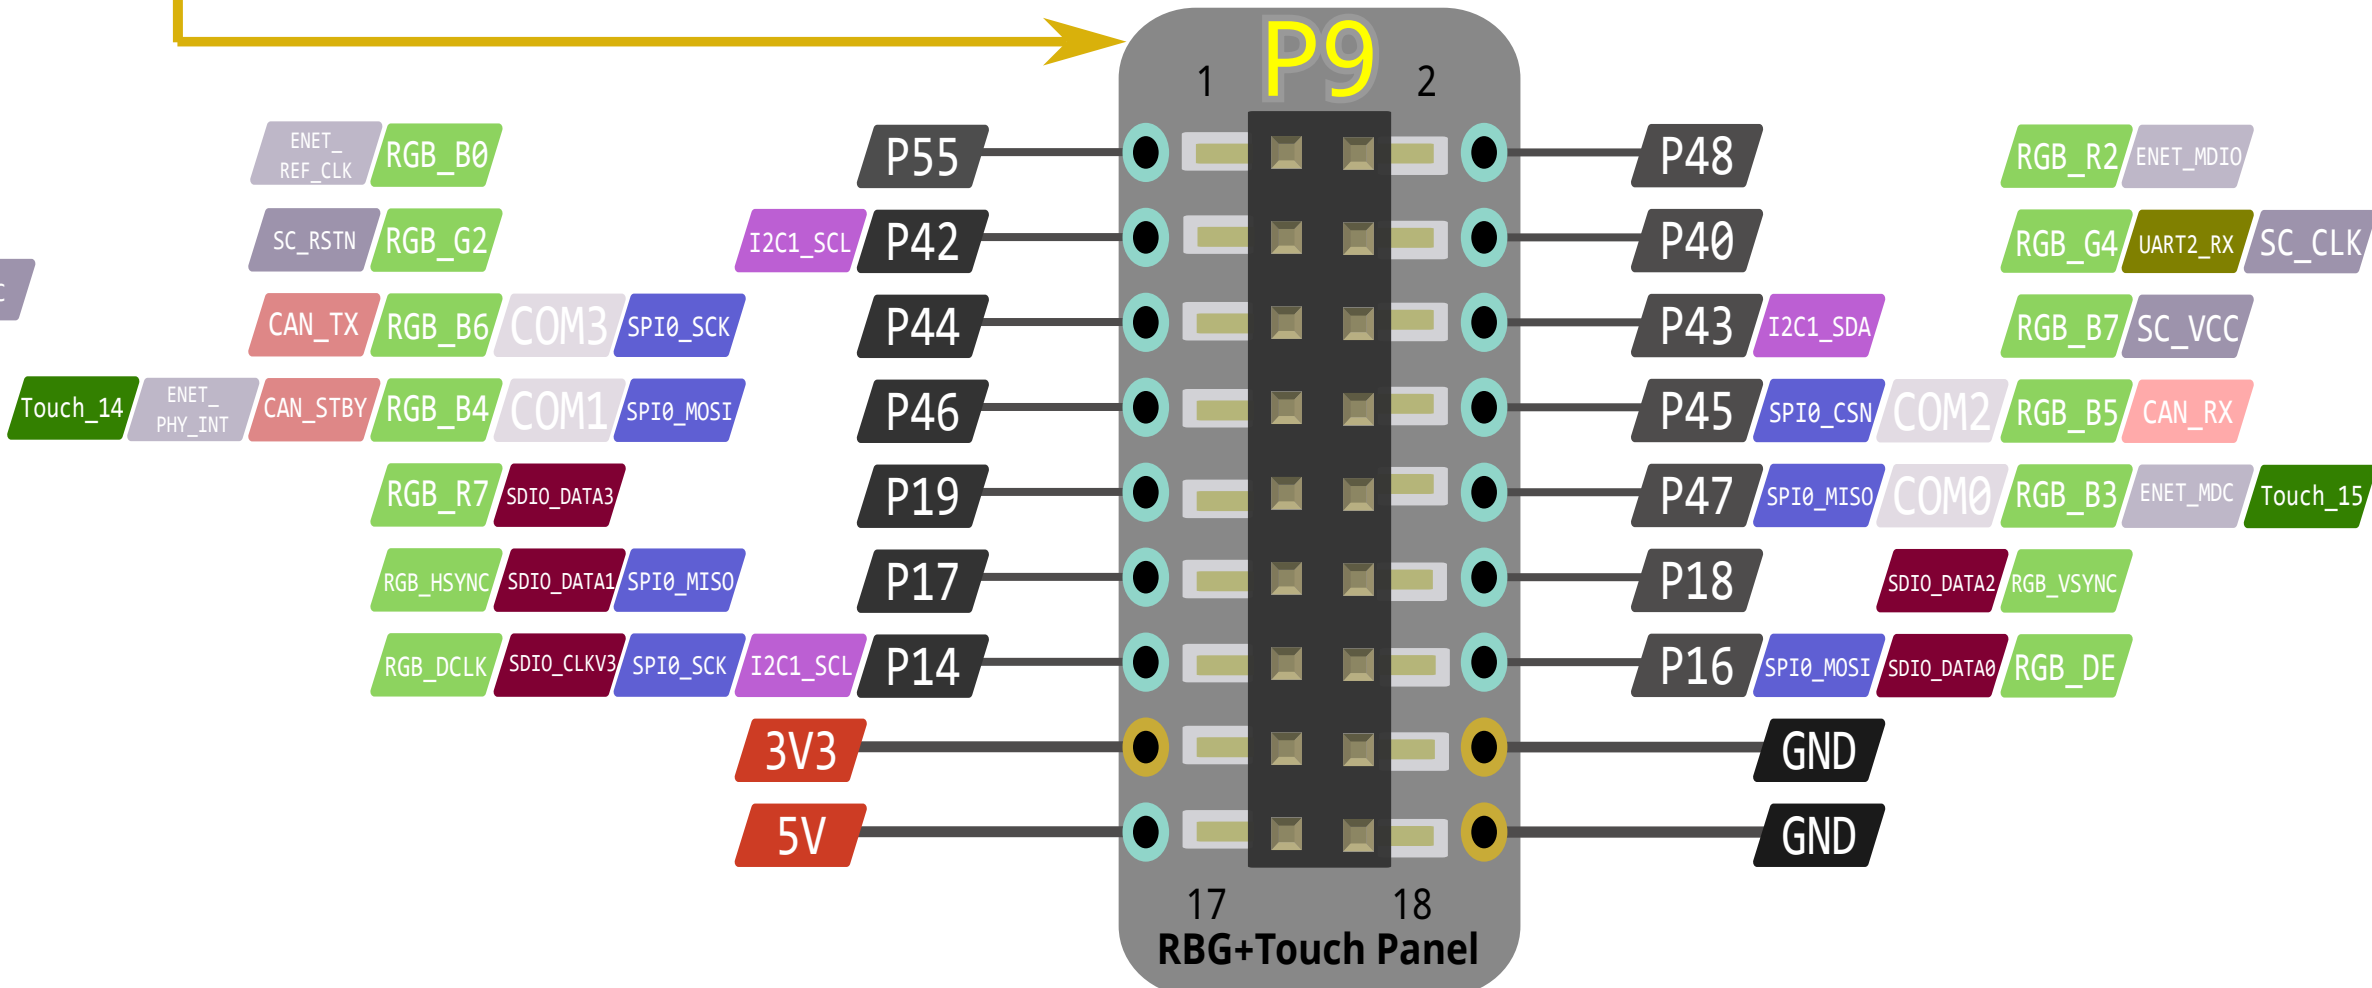 P9
1 2
ENET_
REF_CLK RGB_B0 P55 P48 RGB_R2 ENET_MDIO
SC_RSTN RGB_G2 I2C1_SCL P42 P40 RGB_G4 UART2_RX SC_CLK
CAN_TX RGB_B6 COM3 SPI0_SCK P44 P43 I2C1_SDA RGB_B7 SC_VCC
Touch_14 ENET_
PHY_INT CAN_STBY RGB_B4 COM1 SPI0_MOSI P46 P45 SPI0_CSN COM2 RGB_B5 CAN_RX
RGB_R7 SDIO_DATA3 P19 P47 SPI0_MISO COM0 RGB_B3 ENET_MDC Touch_15
RGB_HSYNC SDIO_DATA1 SPI0_MISO P17 P18 SDIO_DATA2 RGB_VSYNC
RGB_DCLK SDIO_CLKV3 SPI0_SCK I2C1_SCL P14 P16 SPI0_MOSI SDIO_DATA0 RGB_DE
3V3 GND
5V GND
17 18
RBG+Touch Panel